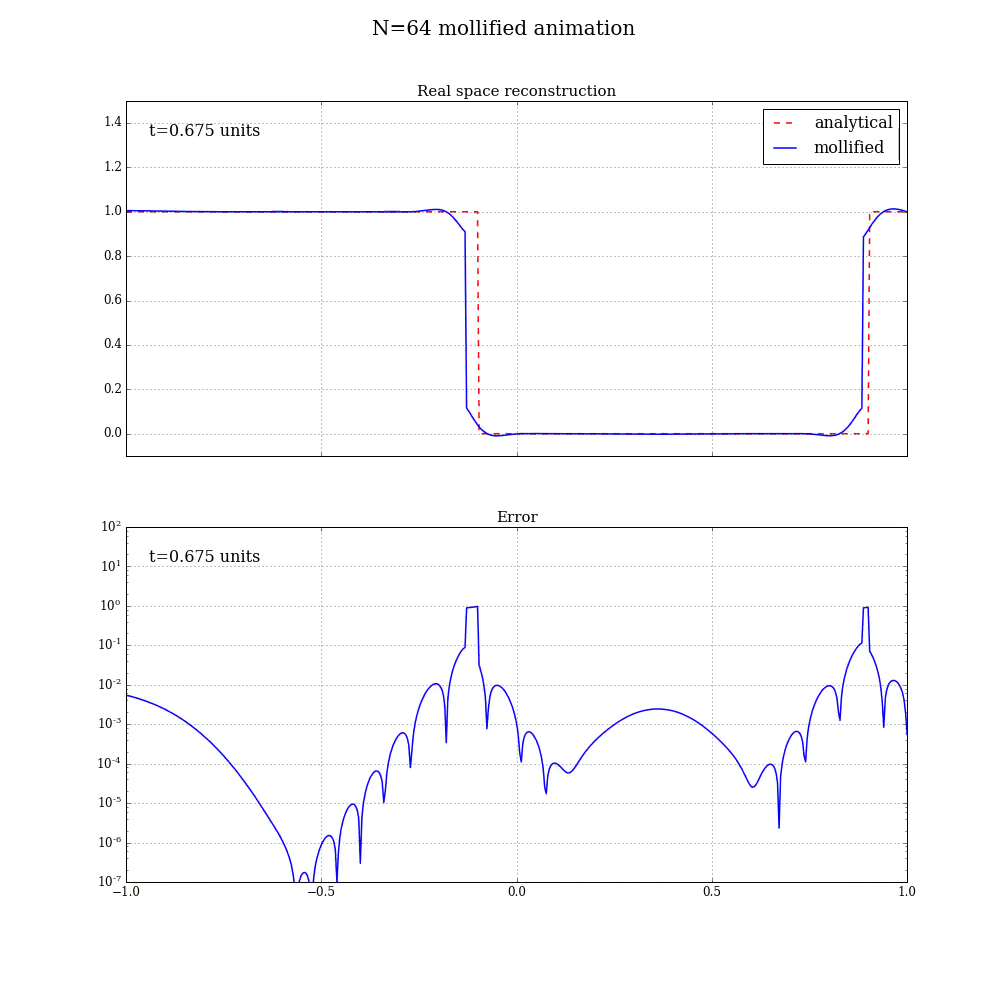 N=64 mollified animation
Real space reconstruction
t=0.675 units
analytical
mollified
1.4
1.2
1.0
0.8
0.6
0.4
0.2
0.0
Error
t=0.675 units
10²
10¹
10⁰
10⁻¹
10⁻²
10⁻³
10⁻⁴
10⁻⁵
10⁻⁶
10⁻⁷
−1.0 −0.5 0.0 0.5 1.0